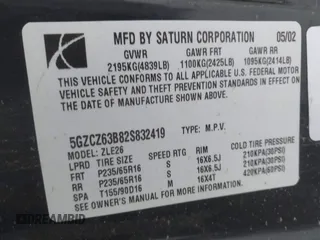 MFD BY SATURN CORPORATION 05/02
GVWR GAWR FRT GAWR RR
2195KG(4839LB) 1100KG(2425LB) 1095KG(2414LB)
THIS VEHICLE CONFORMS TO ALL APPLICABLE
FEDERAL MOTOR VEHICLE SAFETY, BUMPER, AND
THEFT PREVENTION STANDARDS IN EFFECT ON
THE DATE OF MANUFACTURE SHOWN ABOVE.
5GZCZ63B82S832419 TYPE: M.P.V.
MODEL: ZLE26
LPRD TIRE SIZE SPEED RTG RIM COLD TIRE PRESSURE
FRT P235/65R16 S 16X6.5J 210KPA(30PSI)
RR P235/65R16 S 16X6.5J 210KPA(30PSI)
SPA T155/90D16 M 16X4T 420KPA(60PSI)
SEE OWNER'S MANUAL FOR MORE INFORMATION.